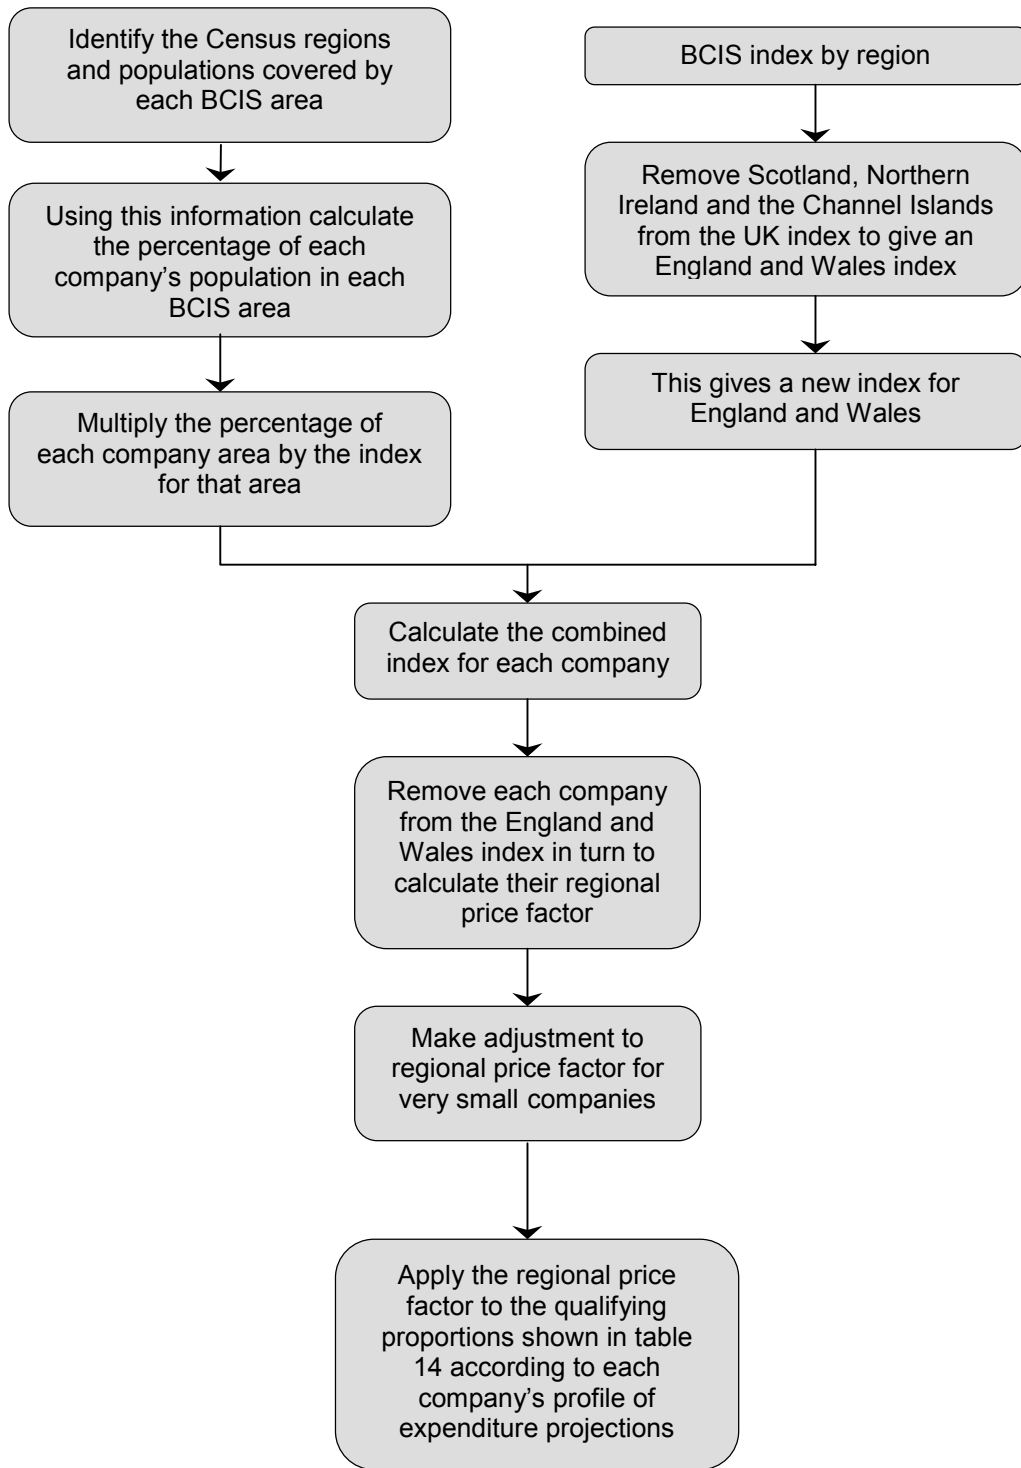 Identify the Census regions
and populations covered by
each BCIS area
Using this information calculate
the percentage of each
company’s population in each
BCIS area
Multiply the percentage of
each company area by the index
for that area
BCIS index by region
Remove Scotland, Northern
Ireland and the Channel Islands
from the UK index to give an
England and Wales index
This gives a new index for
England and Wales
Calculate the combined
index for each company
Remove each company
from the England and
Wales index in turn to
calculate their regional
price factor
Make adjustment to
regional price factor for
very small companies
Apply the regional price
factor to the qualifying
proportions shown in table
14 according to each
company’s profile of
expenditure projections